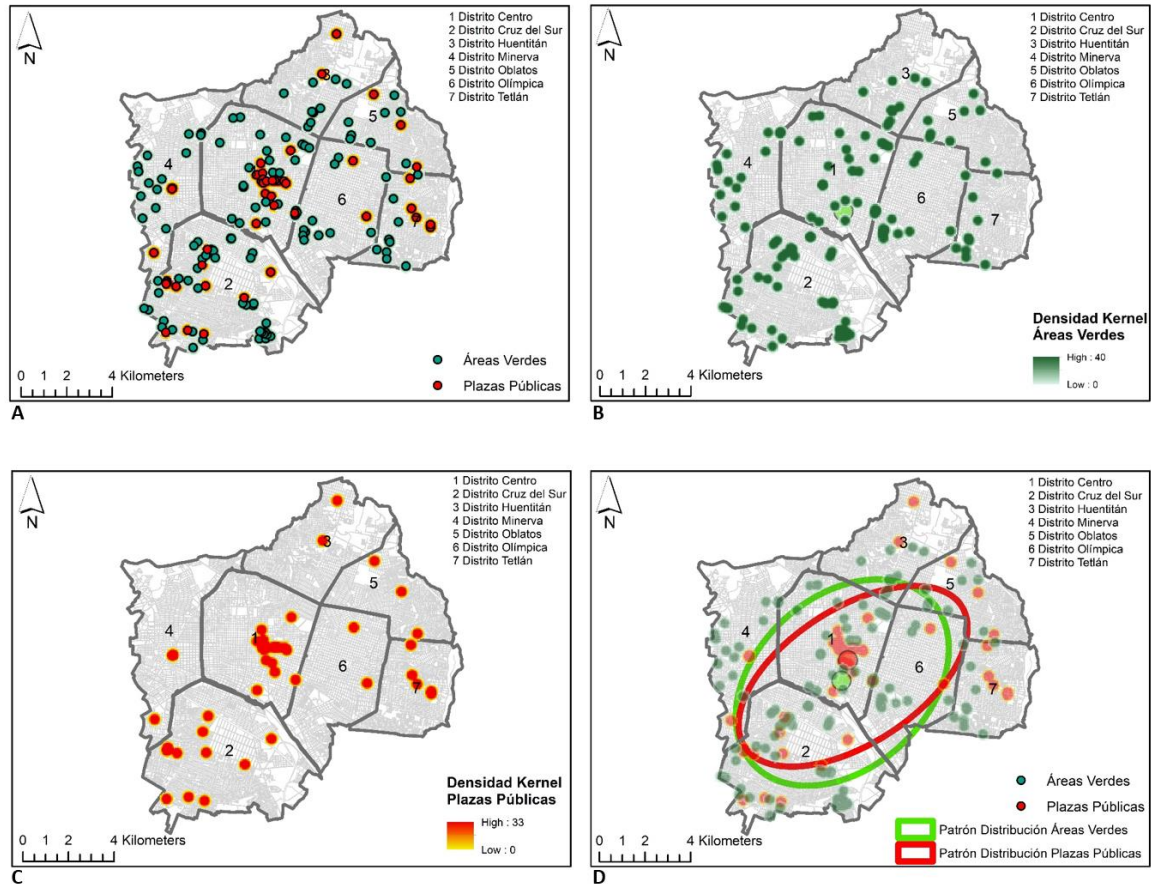 N
1 Distrito Centro
2 Distrito Cruz del Sur
3 Distrito Huentitán
4 Distrito Minerva
5 Distrito Oblatos
6 Distrito Olímpica
7 Distrito Tetlán
3
5
4
6
7
2
Áreas Verdes
Plazas Públicas
0 1 2 4 Kilometers
A
N
1 Distrito Centro
2 Distrito Cruz del Sur
3 Distrito Huentitán
4 Distrito Minerva
5 Distrito Oblatos
6 Distrito Olímpica
7 Distrito Tetlán
3
5
4
1
6
7
2
Densidad Kernel
Áreas Verdes
High : 40
Low : 0
0 1 2 4 Kilometers
B
N
1 Distrito Centro
2 Distrito Cruz del Sur
3 Distrito Huentitán
4 Distrito Minerva
5 Distrito Oblatos
6 Distrito Olímpica
7 Distrito Tetlán
3
5
4
1
6
7
2
Densidad Kernel
Plazas Públicas
High : 33
Low : 0
0 1 2 4 Kilometers
C
N
1 Distrito Centro
2 Distrito Cruz del Sur
3 Distrito Huentitán
4 Distrito Minerva
5 Distrito Oblatos
6 Distrito Olímpica
7 Distrito Tetlán
3
5
4
1
6
7
2
Áreas Verdes
Plazas Públicas
Patrón Distribución Áreas Verdes
Patrón Distribución Plazas Públicas
0 1 2 4 Kilometers
D